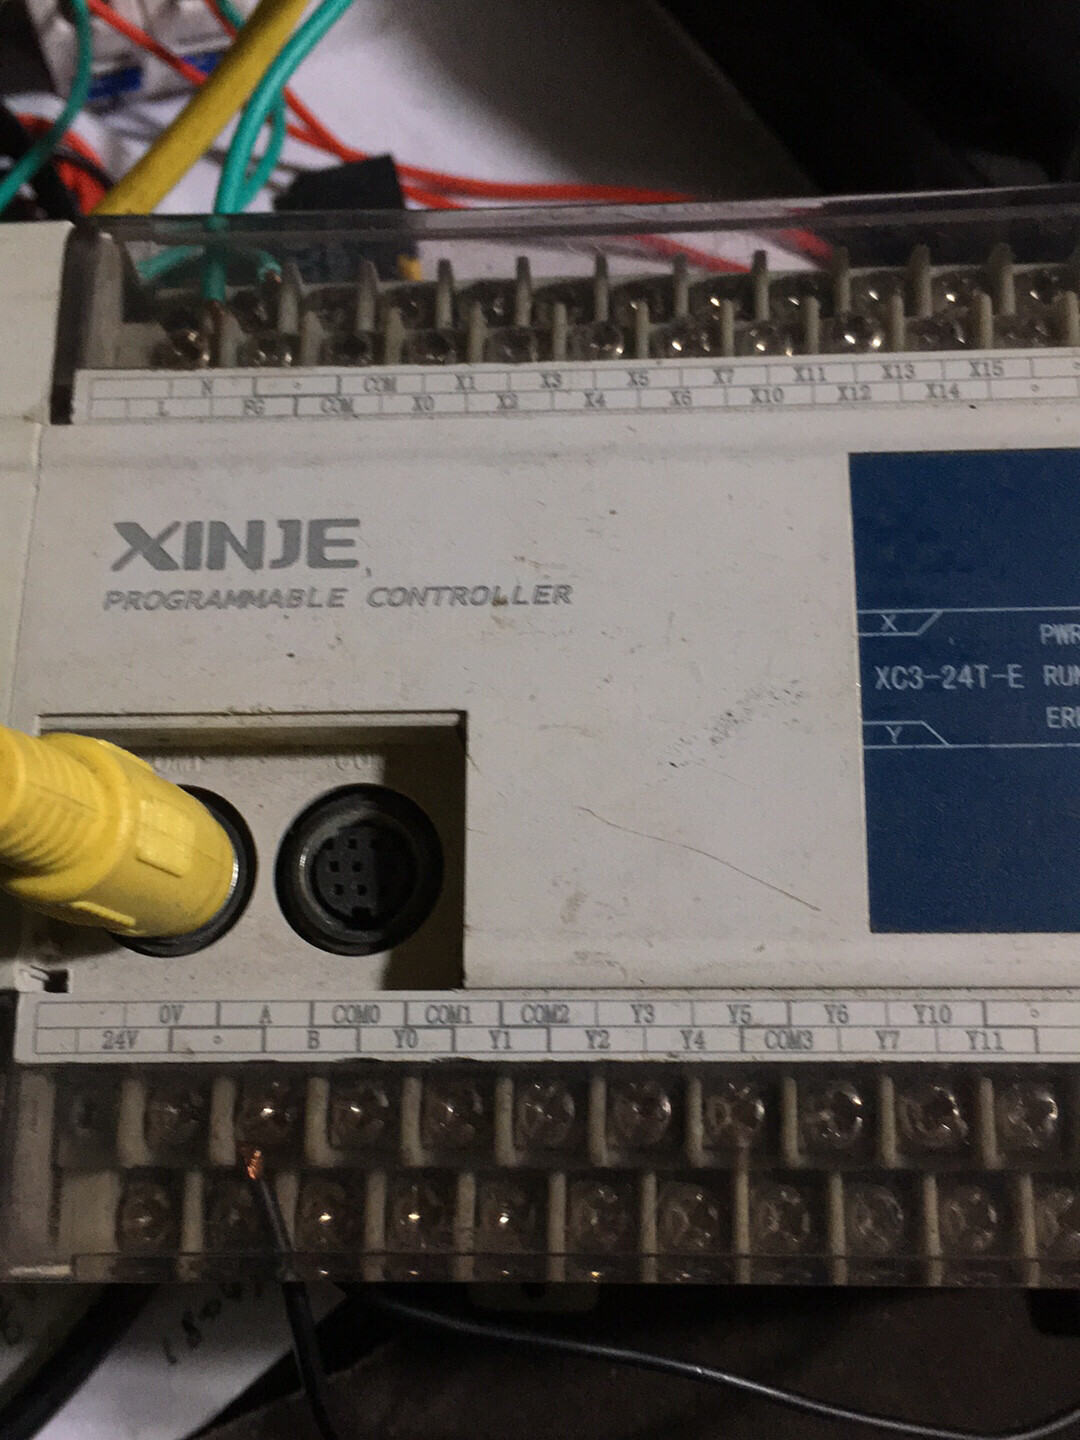 N COM X1 X3 X5 X7 X11 X13 X15
L FG COM X0 X2 X4 X6 X10 X12 X14
XINJE
PROGRAMMABLE CONTROLLER
X
XC3-24T-E
Y
0V A COM0 COM1 COM2 Y3 Y5 Y6 Y10
24V B Y0 Y1 Y2 Y4 COM3 Y7 Y11